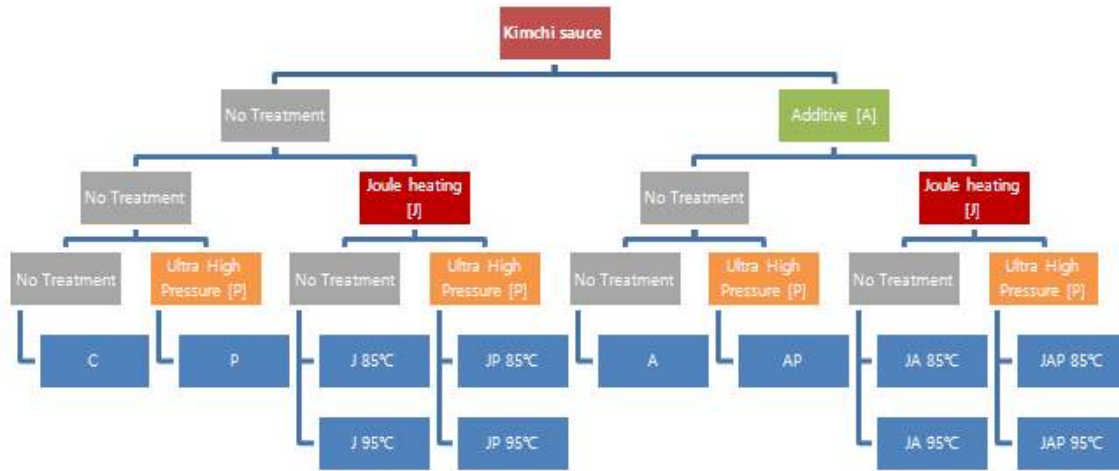 Kimchi sauce
No Treatment
Additive [A]
No Treatment
Joule heating
[J]
No Treatment
Joule heating
[J]
No Treatment
Ultra High
Pressure [P]
No Treatment
Ultra High
Pressure [P]
No Treatment
Ultra High
Pressure [P]
No Treatment
Ultra High
Pressure [P]
C
P
J 85℃
JP 85℃
A
AP
JA 85℃
JAP 85℃
J 95℃
JP 95℃
JA 95℃
JAP 95℃